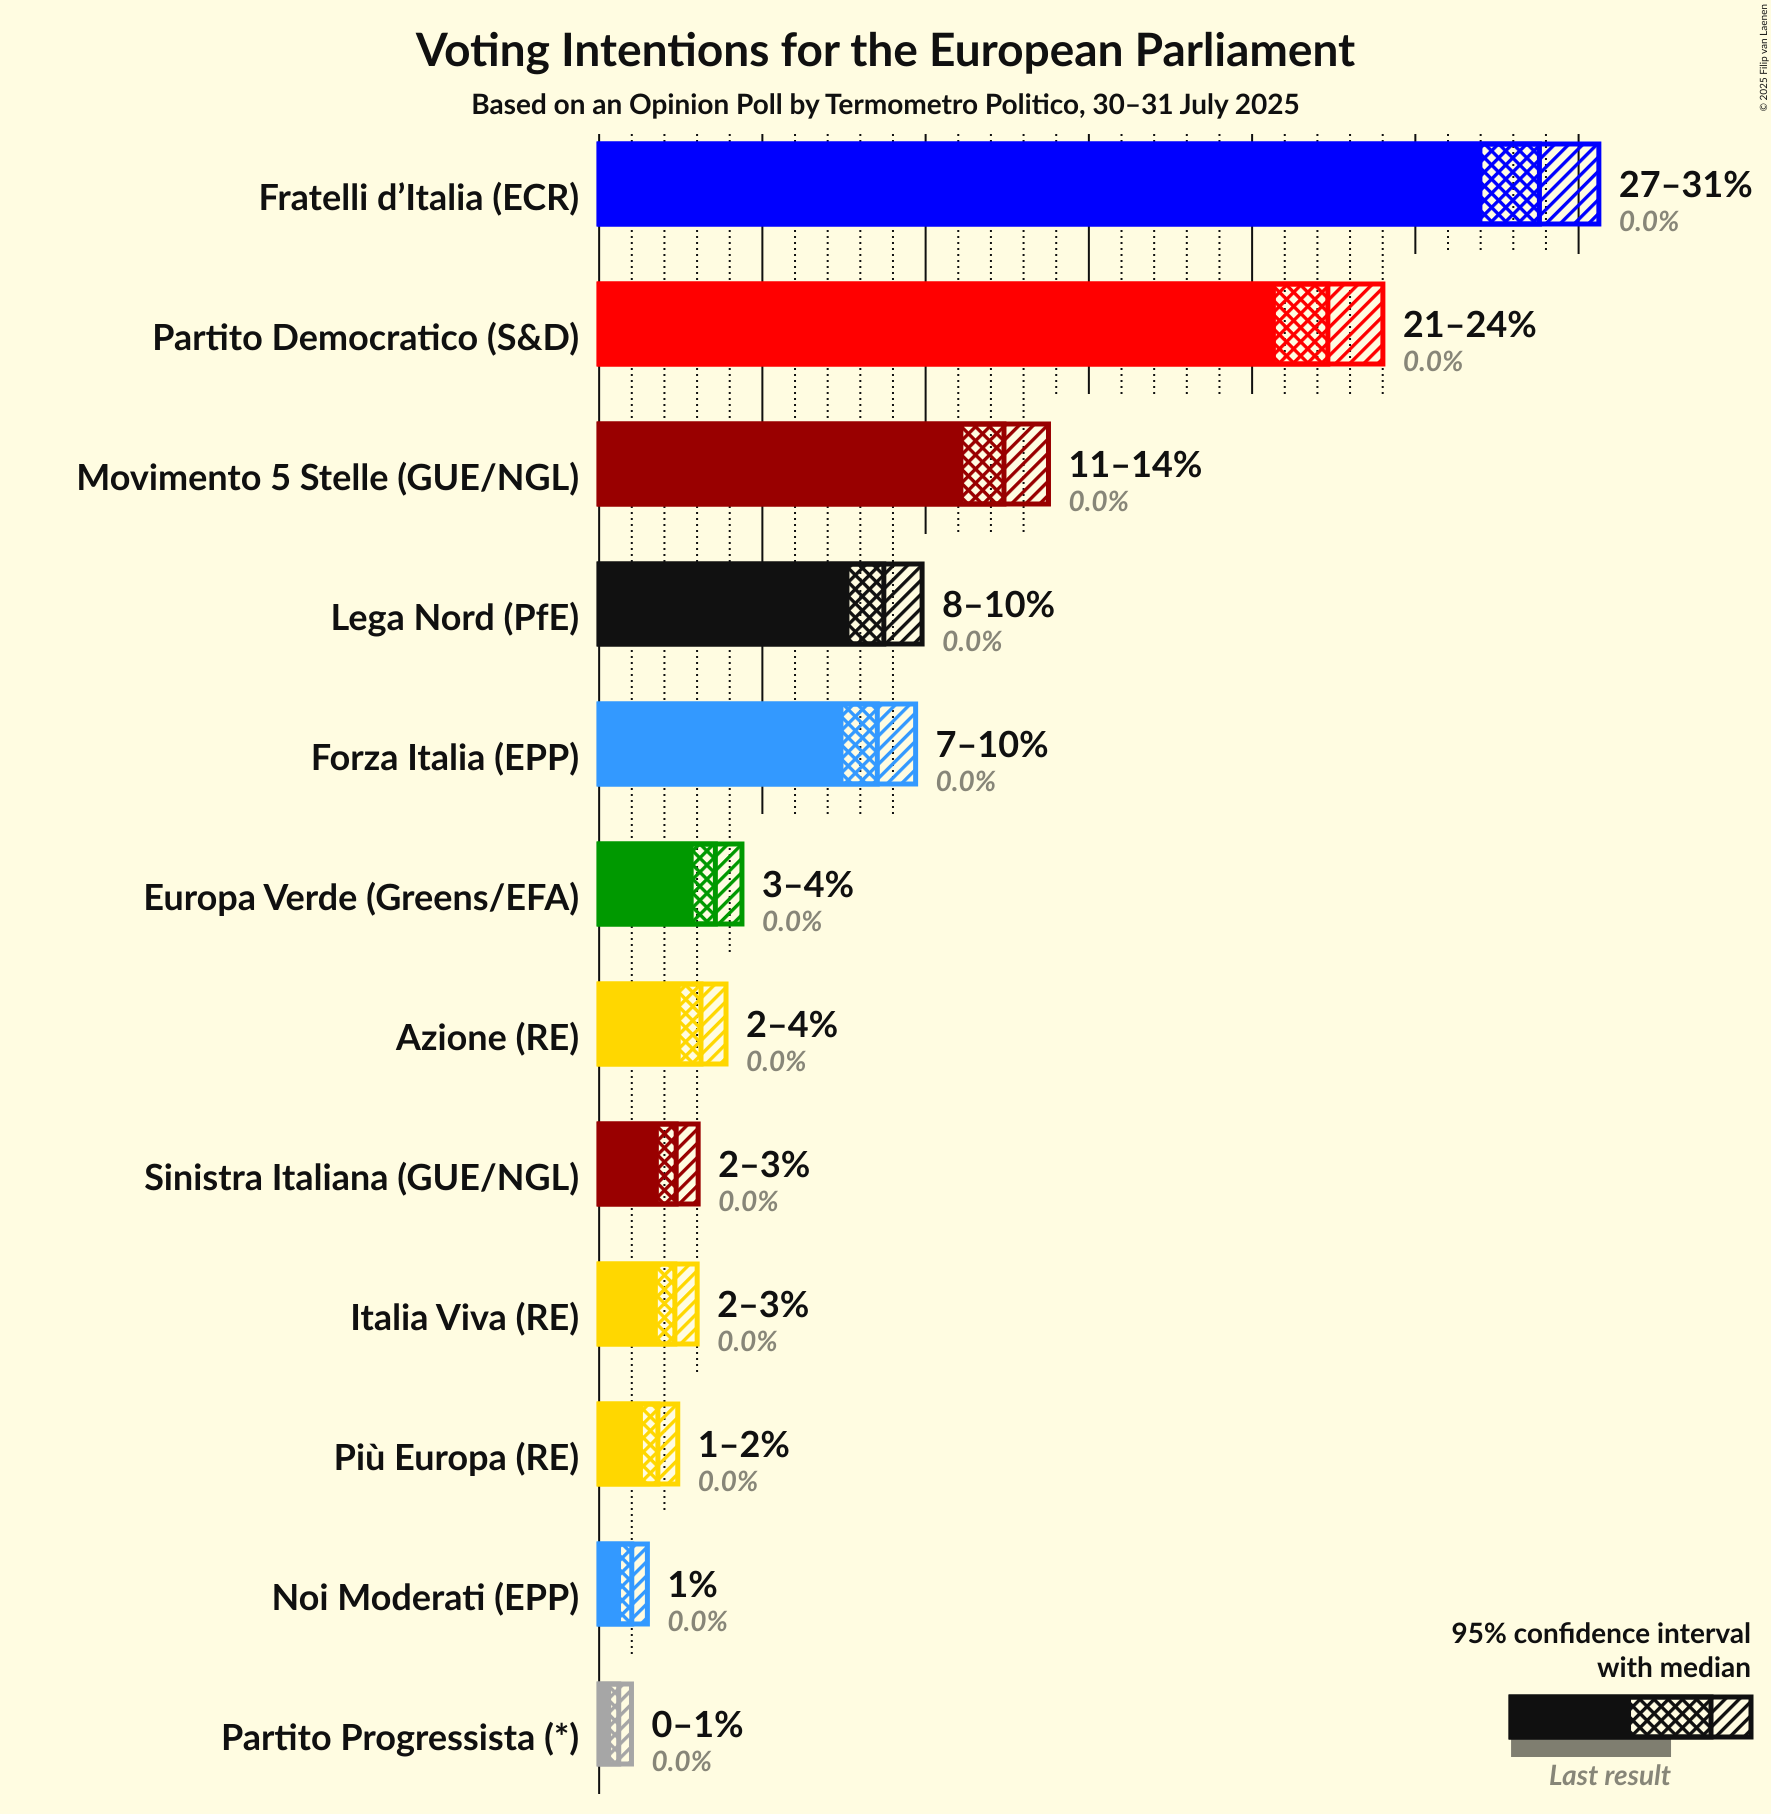 Voting Intentions for the European Parliament
Based on an Opinion Poll by Termometro Politico, 30–31 July 2025
© 2025 Filip van Laenen
Fratelli d’Italia (ECR)
27–31%
0.0%
Partito Democratico (S&D)
21–24%
0.0%
Movimento 5 Stelle (GUE/NGL)
11–14%
0.0%
Lega Nord (PfE)
8–10%
0.0%
Forza Italia (EPP)
7–10%
0.0%
Europa Verde (Greens/EFA)
3–4%
0.0%
Azione (RE)
2–4%
0.0%
Sinistra Italiana (GUE/NGL)
2–3%
0.0%
Italia Viva (RE)
2–3%
0.0%
Più Europa (RE)
1–2%
0.0%
Noi Moderati (EPP)
1%
0.0%
Partito Progressista (*)
0–1%
0.0%
95% confidence interval
with median
Last result